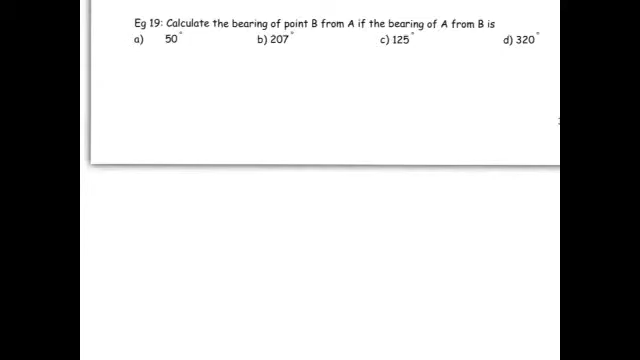 Eg 19: Calculate the bearing of point B from A if the bearing of A from B is
a) 50° b) 207° c) 125° d) 320°